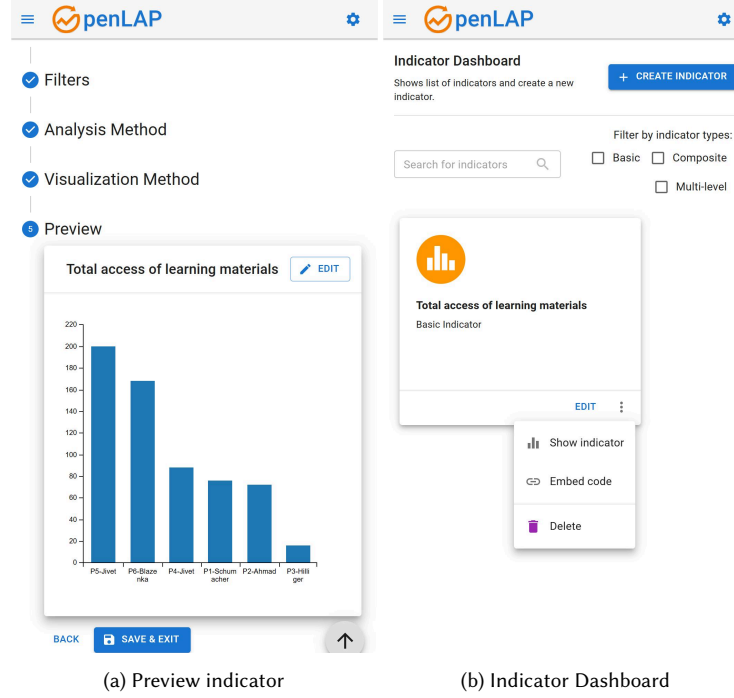 penLAP
Filters
Analysis Method
Visualization Method
5 Preview
Total access of learning materials EDIT
220
200
180
160
140
120
100
80
60
40
20
0
P5-Jivet P6-Blaze P4-Jivet P1-Schum P2-Ahmad P3-Hilli
nka acher ger
BACK SAVE & EXIT
(a) Preview indicator
penLAP
Indicator Dashboard
Shows list of indicators and create a new
indicator.
+ CREATE INDICATOR
Filter by indicator types:
Search for indicators
Basic Composite
Multi-level
Total access of learning materials
Basic Indicator
EDIT
Show indicator
Embed code
Delete
(b) Indicator Dashboard